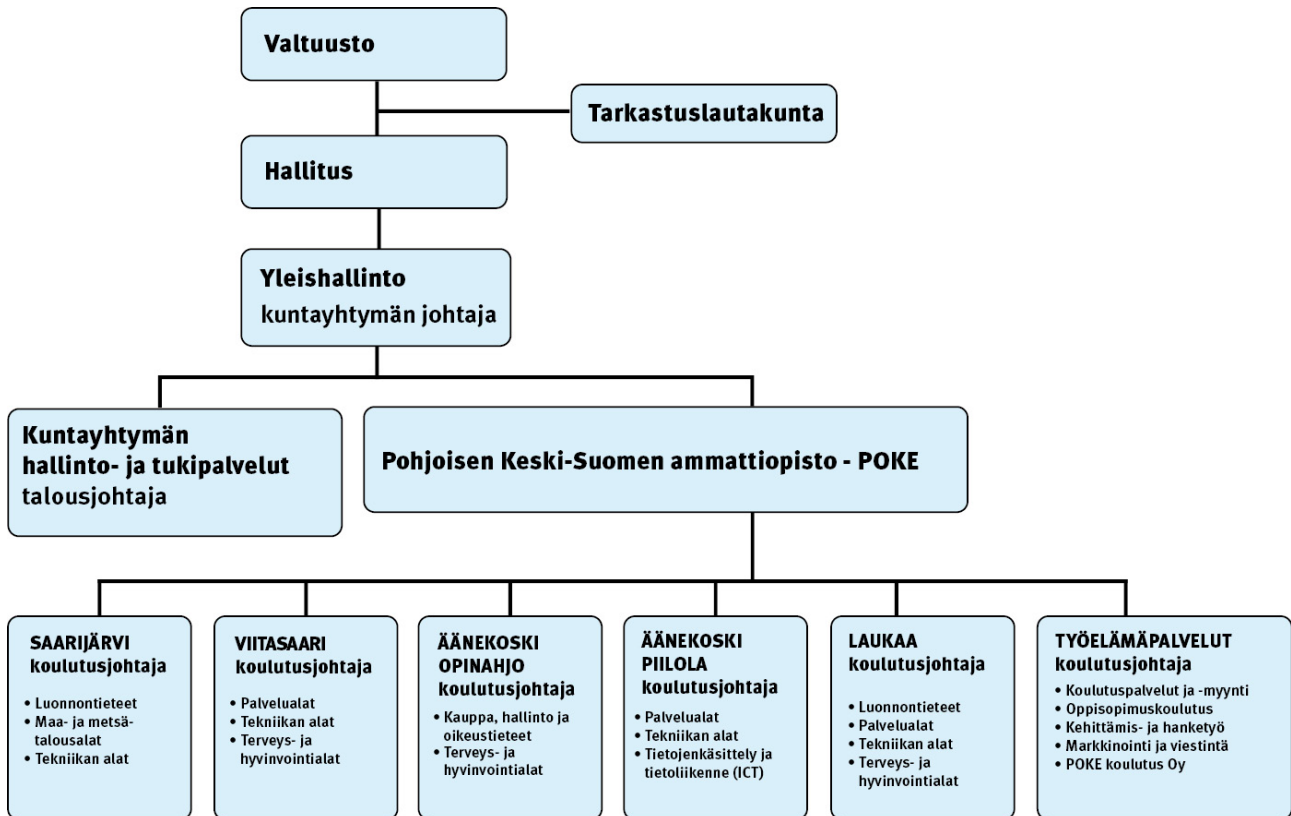 Valtuusto
Tarkastuslautakunta
Hallitus
Yleishallinto
kuntayhtymän johtaja
Kuntayhtymän
hallinto- ja tukipalvelut
talousjohtaja
Pohjoisen Keski-Suomen ammattiopisto - POKE
SAARIJÄRVI
koulutusjohtaja
• Luonnontieteet
• Maa- ja metsä-
talousalat
• Tekniikan alat
VIITASAARI
koulutusjohtaja
• Palvelualat
• Tekniikan alat
• Terveys- ja
hyvinvointialat
ÄÄNEKOSKI
OPINAHJO
koulutusjohtaja
• Kauppa, hallinto ja
oikeustieteet
• Terveys- ja
hyvinvointialat
ÄÄNEKOSKI
PIILOLA
koulutusjohtaja
• Palvelualat
• Tekniikan alat
• Tietojenkäsittely ja
tietoliikenne (ICT)
LAUKAA
koulutusjohtaja
• Luonnontieteet
• Palvelualat
• Tekniikan alat
• Terveys- ja
hyvinvointialat
TYÖELÄMÄPALVELUT
koulutusjohtaja
• Koulutuspalvelut ja -myynti
• Oppisopimuskoulutus
• Kehittämis- ja hanketyö
• Markkinointi ja viestintä
• POKE koulutus Oy